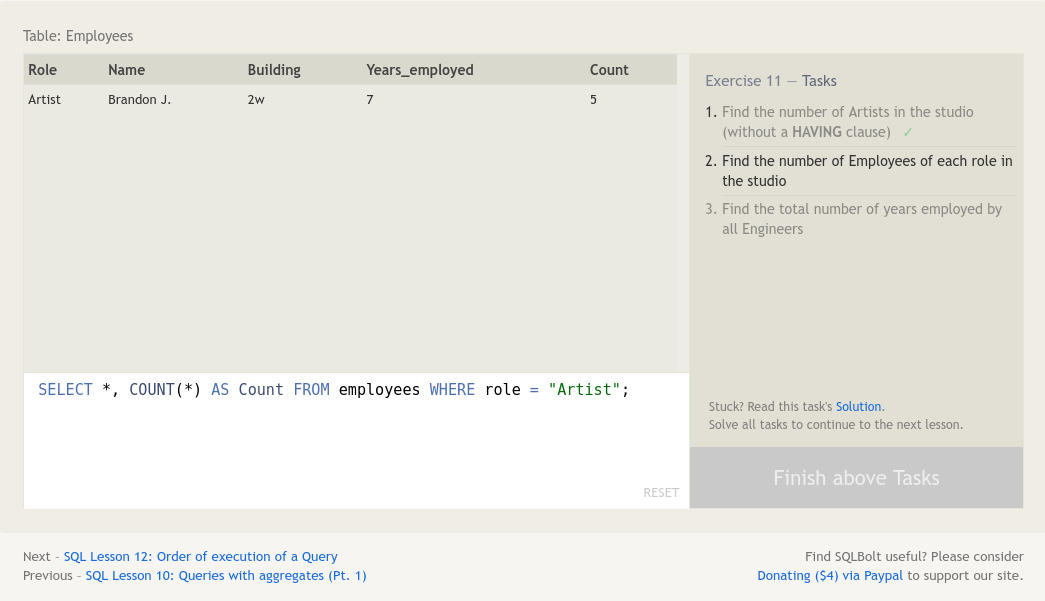 Table: Employees
Role Name Building Years_employed Count
Artist Brandon J. 2w 7 5
SELECT *, COUNT(*) AS Count FROM employees WHERE role = "Artist";
RESET
Exercise 11 — Tasks
1. Find the number of Artists in the studio
(without a HAVING clause) ✓
2. Find the number of Employees of each role in
the studio
3. Find the total number of years employed by
all Engineers
Stuck? Read this task's Solution.
Solve all tasks to continue to the next lesson.
Finish above Tasks
Next – SQL Lesson 12: Order of execution of a Query
Previous – SQL Lesson 10: Queries with aggregates (Pt. 1)
Find SQLBolt useful? Please consider
Donating ($4) via Paypal to support our site.